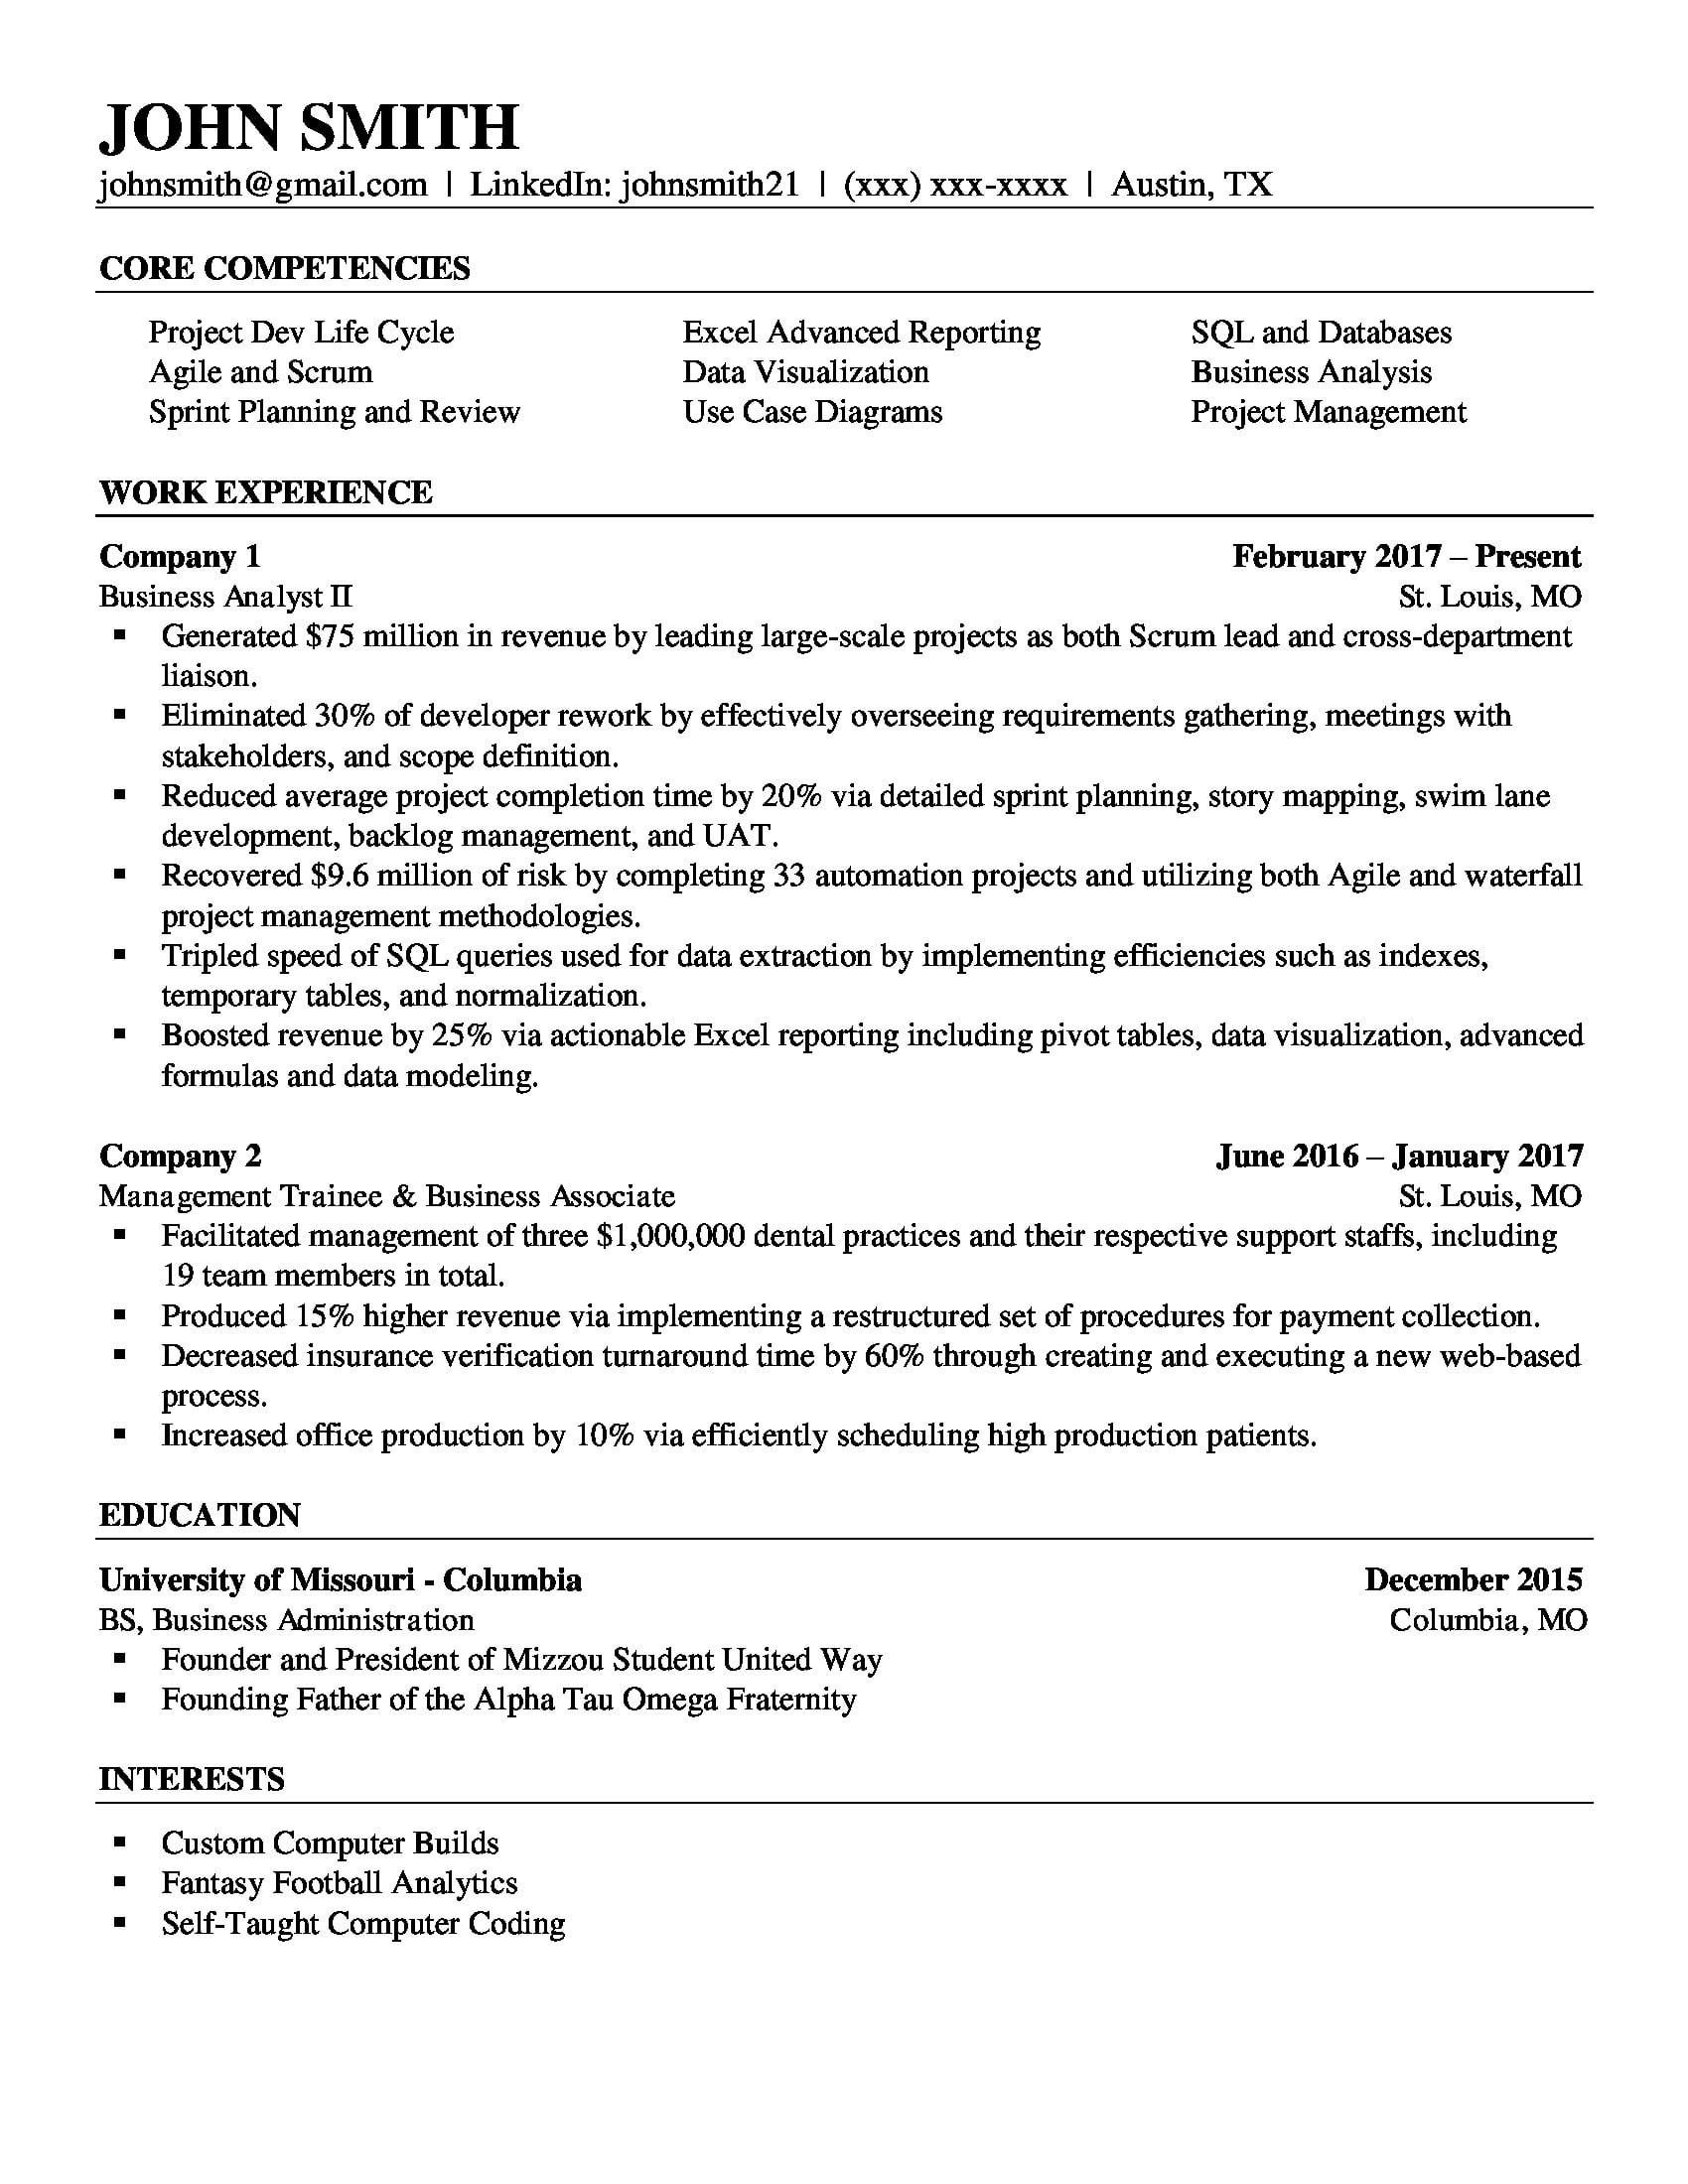 JOHN SMITH
johnsmith@gmail.com | LinkedIn: johnsmith21 | (xxx) xxx-xxxx | Austin, TX
CORE COMPETENCIES
Project Dev Life Cycle Excel Advanced Reporting SQL and Databases
Agile and Scrum Data Visualization Business Analysis
Sprint Planning and Review Use Case Diagrams Project Management
WORK EXPERIENCE
Company 1 February 2017 – Present
Business Analyst II St. Louis, MO
▪ Generated $75 million in revenue by leading large-scale projects as both Scrum lead and cross-department
liaison.
▪ Eliminated 30% of developer rework by effectively overseeing requirements gathering, meetings with
stakeholders, and scope definition.
▪ Reduced average project completion time by 20% via detailed sprint planning, story mapping, swim lane
development, backlog management, and UAT.
▪ Recovered $9.6 million of risk by completing 33 automation projects and utilizing both Agile and waterfall
project management methodologies.
▪ Tripled speed of SQL queries used for data extraction by implementing efficiencies such as indexes,
temporary tables, and normalization.
▪ Boosted revenue by 25% via actionable Excel reporting including pivot tables, data visualization, advanced
formulas and data modeling.
Company 2 June 2016 – January 2017
Management Trainee & Business Associate St. Louis, MO
▪ Facilitated management of three $1,000,000 dental practices and their respective support staffs, including
19 team members in total.
▪ Produced 15% higher revenue via implementing a restructured set of procedures for payment collection.
▪ Decreased insurance verification turnaround time by 60% through creating and executing a new web-based
process.
▪ Increased office production by 10% via efficiently scheduling high production patients.
EDUCATION
University of Missouri - Columbia December 2015
BS, Business Administration Columbia, MO
▪ Founder and President of Mizzou Student United Way
▪ Founding Father of the Alpha Tau Omega Fraternity
INTERESTS
▪ Custom Computer Builds
▪ Fantasy Football Analytics
▪ Self-Taught Computer Coding